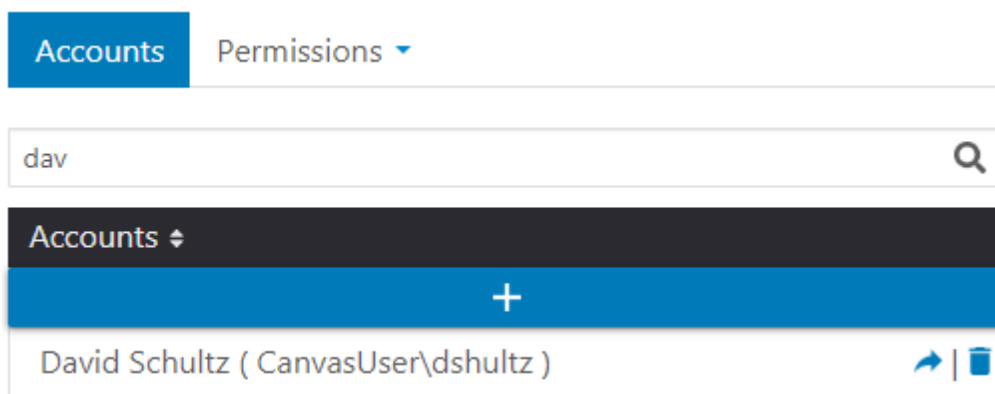 Accounts Permissions
dav
Accounts
+
David Schultz ( CanvasUser\dshultz ) |